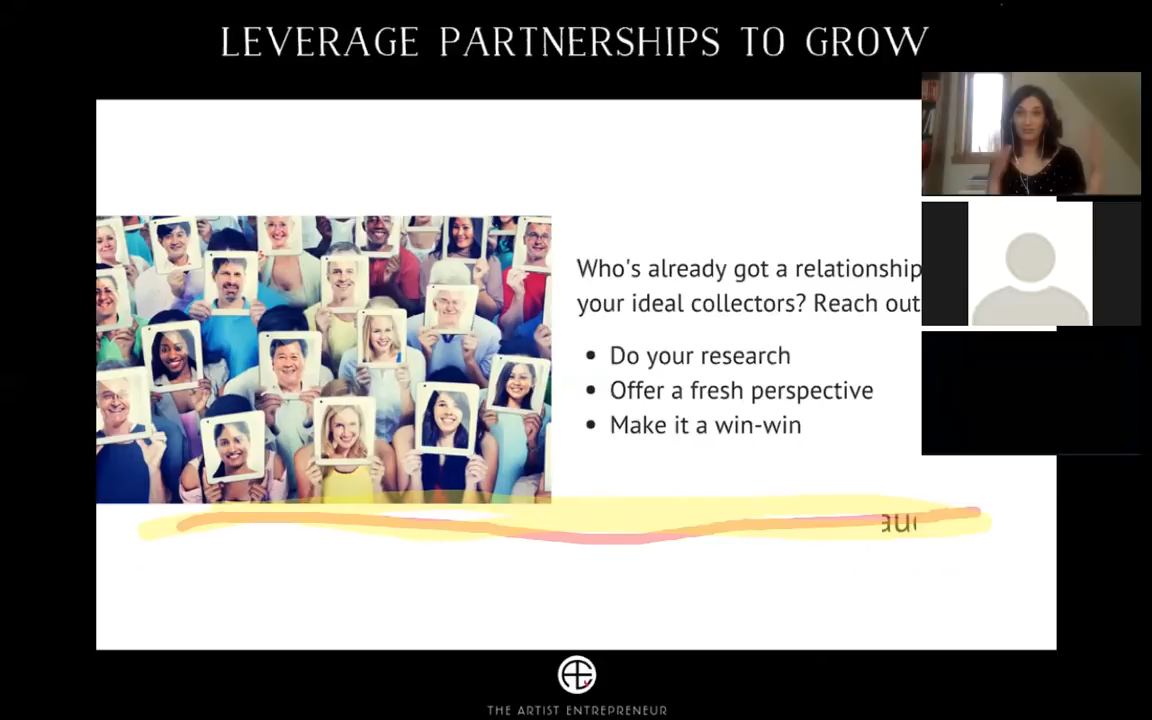 LEVERAGE PARTNERSHIPS TO GROW
Who's already got a relationship
your ideal collectors? Reach out
• Do your research
• Offer a fresh perspective
• Make it a win-win
THE ARTIST ENTREPRENEUR